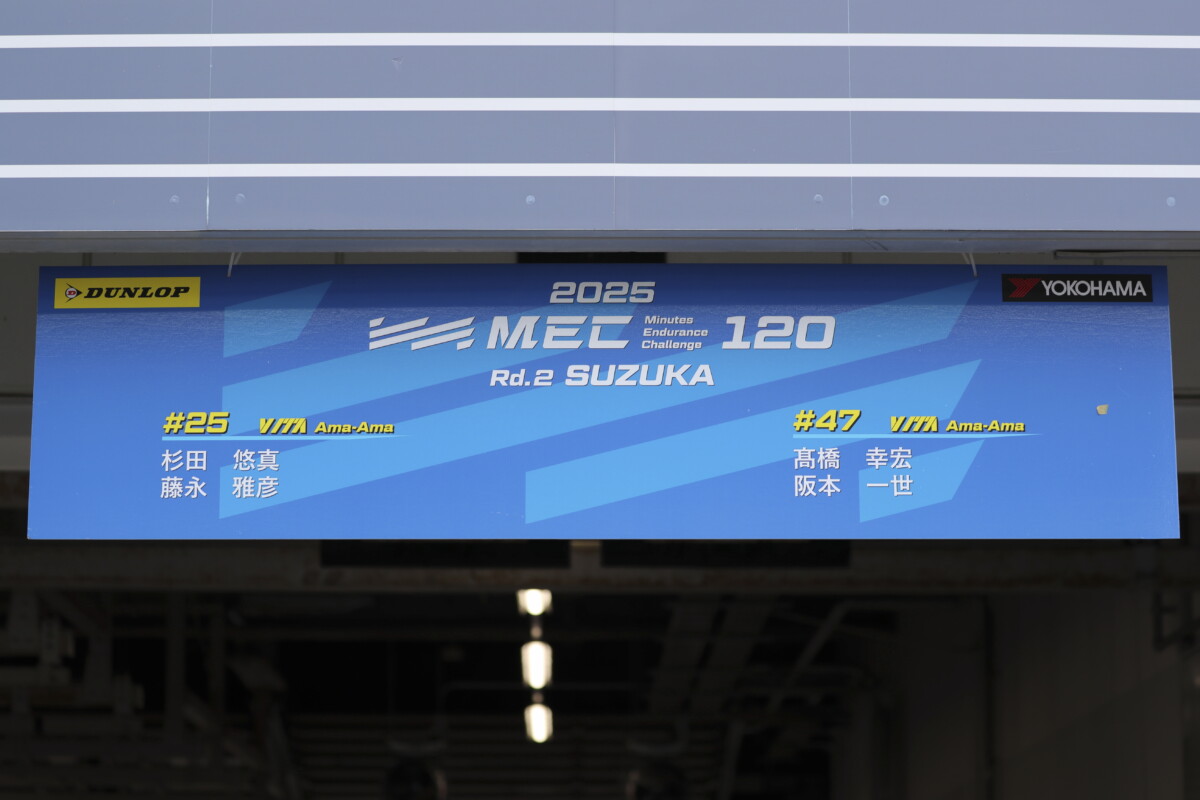 DUNLOP
YOKOHAMA
2025
MEC Minutes Endurance Challenge 120
Rd.2 SUZUKA
#25 VITA Ama-Ama
杉田 悠真
藤永 雅彦
#47 VITA Ama-Ama
髙橋 幸宏
阪本 一世